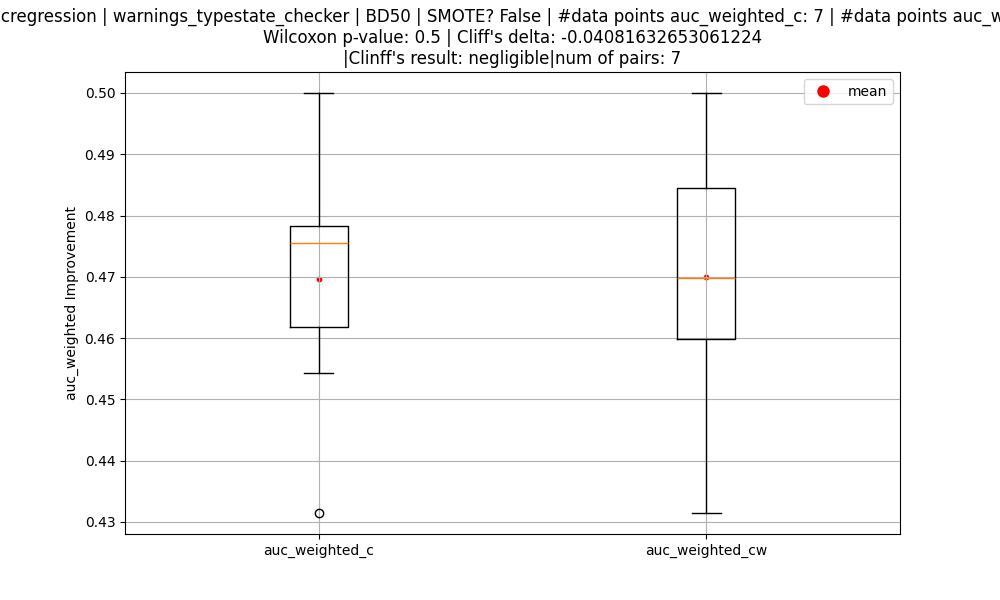 cregression | warnings_typestate_checker | BD50 | SMOTE? False | #data points auc_weighted_c: 7 | #data points auc_w
Wilcoxon p-value: 0.5 | Cliff's delta: -0.04081632653061224
|Clinff's result: negligible|num of pairs: 7
mean
0.50
0.49
0.48
0.47
0.46
0.45
0.44
0.43
auc_weighted Improvement
auc_weighted_c
auc_weighted_cw